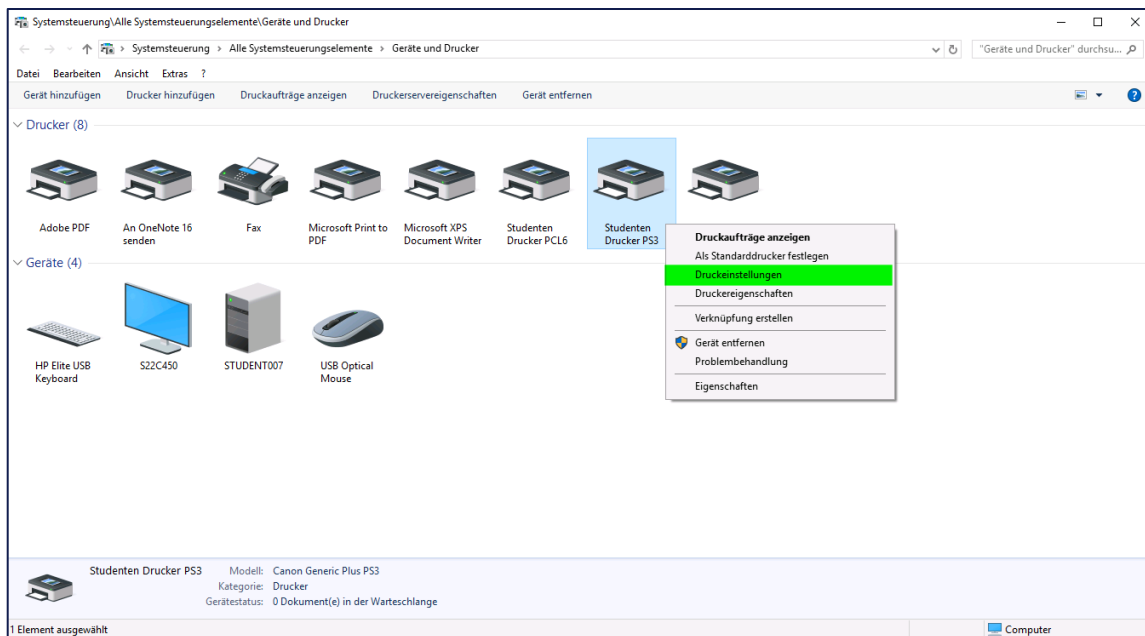 Systemsteuerung\Alle Systemsteuerungselemente\Geräte und Drucker
Systemsteuerung › Alle Systemsteuerungselemente › Geräte und Drucker
"Geräte und Drucker" durchsu...
Datei Bearbeiten Ansicht Extras ?
Gerät hinzufügen Drucker hinzufügen Druckaufträge anzeigen Druckerservereigenschaften Gerät entfernen
Drucker (8)
Adobe PDF
An OneNote 16
senden
Fax
Microsoft Print to
PDF
Microsoft XPS
Document Writer
Studenten
Drucker PCL6
Studenten
Drucker PS3
Druckaufträge anzeigen
Als Standarddrucker festlegen
Druckeinstellungen
Druckereigenschaften
Verknüpfung erstellen
Gerät entfernen
Problembehandlung
Eigenschaften
Geräte (4)
HP Elite USB
Keyboard
S22C450
STUDENT007
USB Optical
Mouse
Studenten Drucker PS3 Modell: Canon Generic Plus PS3
Kategorie: Drucker
Gerätestatus: 0 Dokument(e) in der Warteschlange
1 Element ausgewählt
Computer